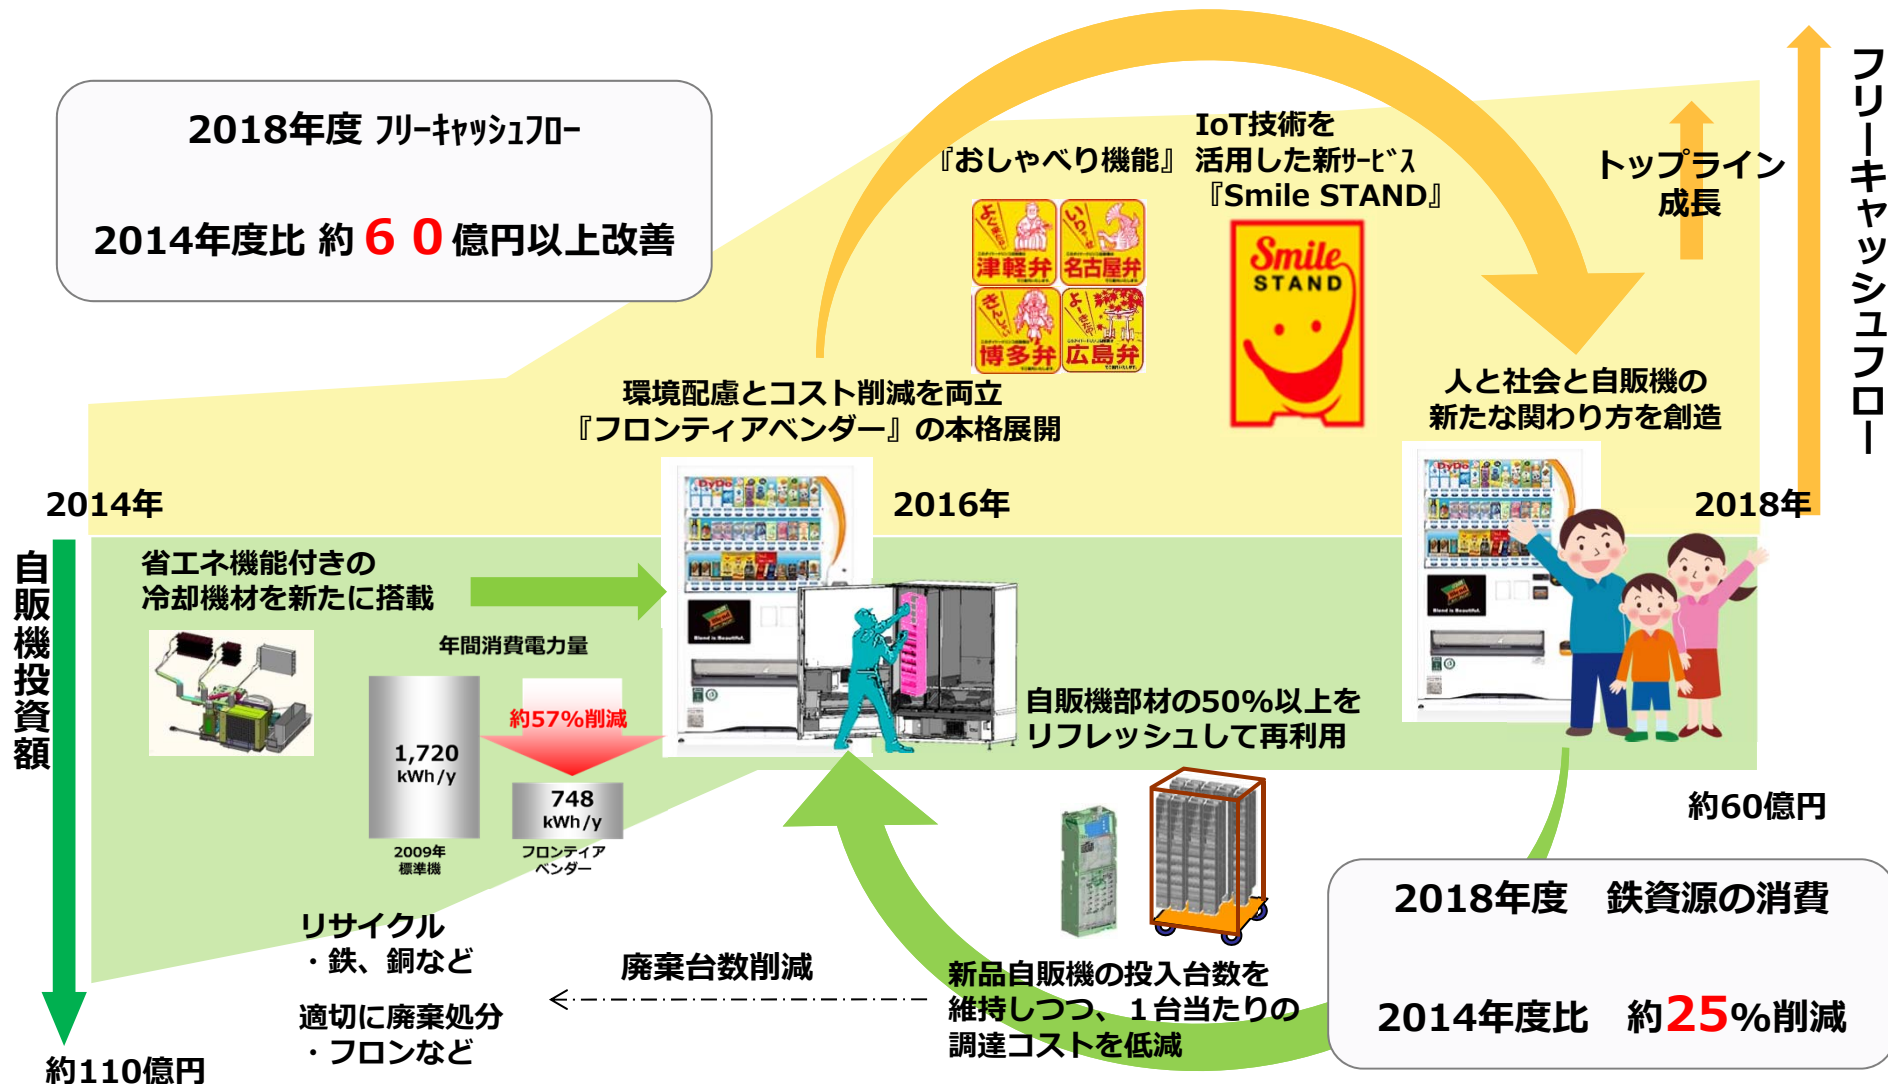 2018年度 フリーキャッシュフロー
2014年度比 約６０億円以上改善
『おしゃべり機能』
IoT技術を
活用した新サービス
『Smile STAND』
トップライン
成長
フリーキャッシュフロー
津軽弁
名古屋弁
博多弁
広島弁
Smile
STAND
環境配慮とコスト削減を両立
『フロンティアベンダー』の本格展開
人と社会と自販機の
新たな関わり方を創造
2014年
2016年
2018年
自販機投資額
省エネ機能付きの
冷却機材を新たに搭載
DyDo
Blend is Beautiful.
DyDo
年間消費電力量
約57%削減
1,720
kWh/y
748
kWh/y
2009年
標準機
フロンティア
ベンダー
自販機部材の50%以上を
リフレッシュして再利用
約60億円
リサイクル
・鉄、銅など
適切に廃棄処分
・フロンなど
廃棄台数削減
新品自販機の投入台数を
維持しつつ、１台当たりの
調達コストを低減
2018年度　鉄資源の消費
2014年度比　約25%削減
約110億円